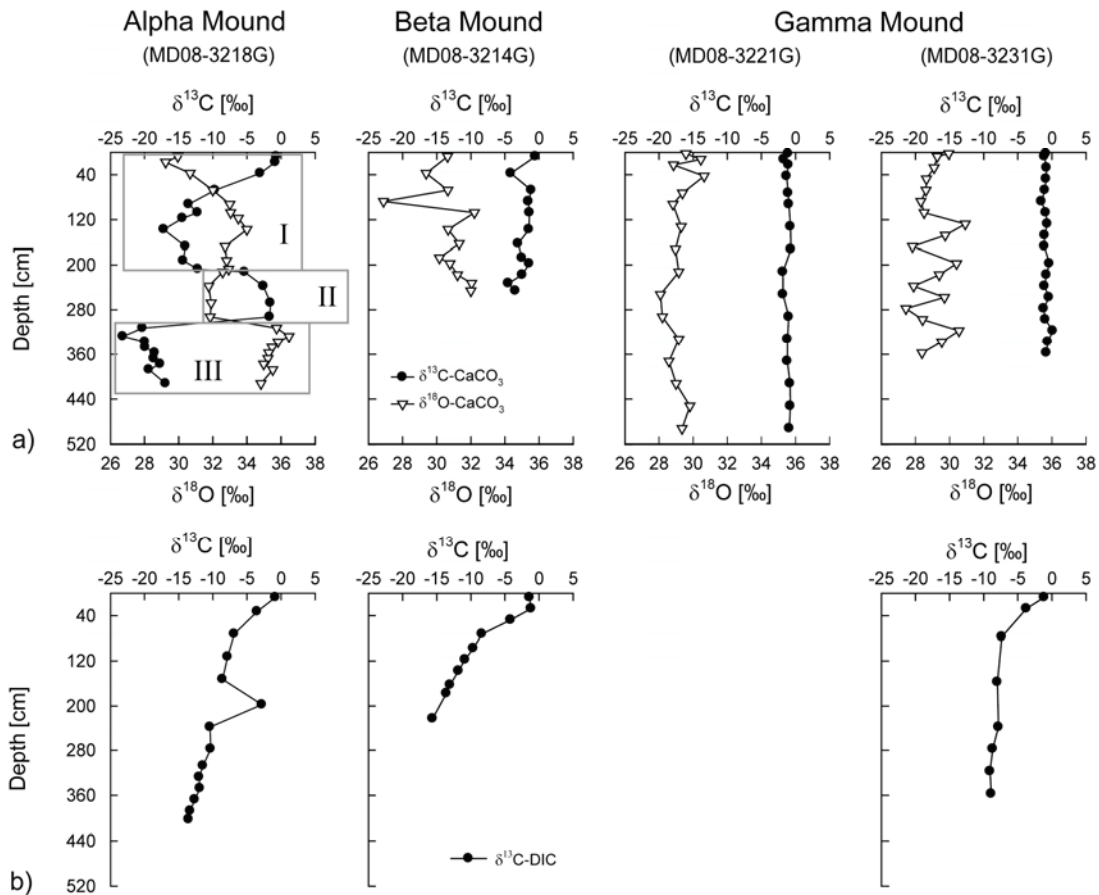 a)
Alpha Mound
Beta Mound
Gamma Mound
(MD08-3218G)
(MD08-3214G)
(MD08-3221G)
(MD08-3231G)
δ¹³C [‰]
δ¹³C [‰]
δ¹³C [‰]
δ¹³C [‰]
-25 -20 -15 -10 -5 0 5
-25 -20 -15 -10 -5 0 5
-25 -20 -15 -10 -5 0 5
-25 -20 -15 -10 -5 0 5
Depth [cm]
40
120
200
280
360
440
520
I
II
III
δ¹³C-CaCO₃
δ¹⁸O-CaCO₃
26 28 30 32 34 36 38
26 28 30 32 34 36 38
26 28 30 32 34 36 38
26 28 30 32 34 36 38
δ¹⁸O [‰]
δ¹⁸O [‰]
δ¹⁸O [‰]
δ¹⁸O [‰]
b)
δ¹³C [‰]
δ¹³C [‰]
δ¹³C [‰]
-25 -20 -15 -10 -5 0 5
-25 -20 -15 -10 -5 0 5
-25 -20 -15 -10 -5 0 5
Depth [cm]
40
120
200
280
360
440
520
δ¹³C-DIC